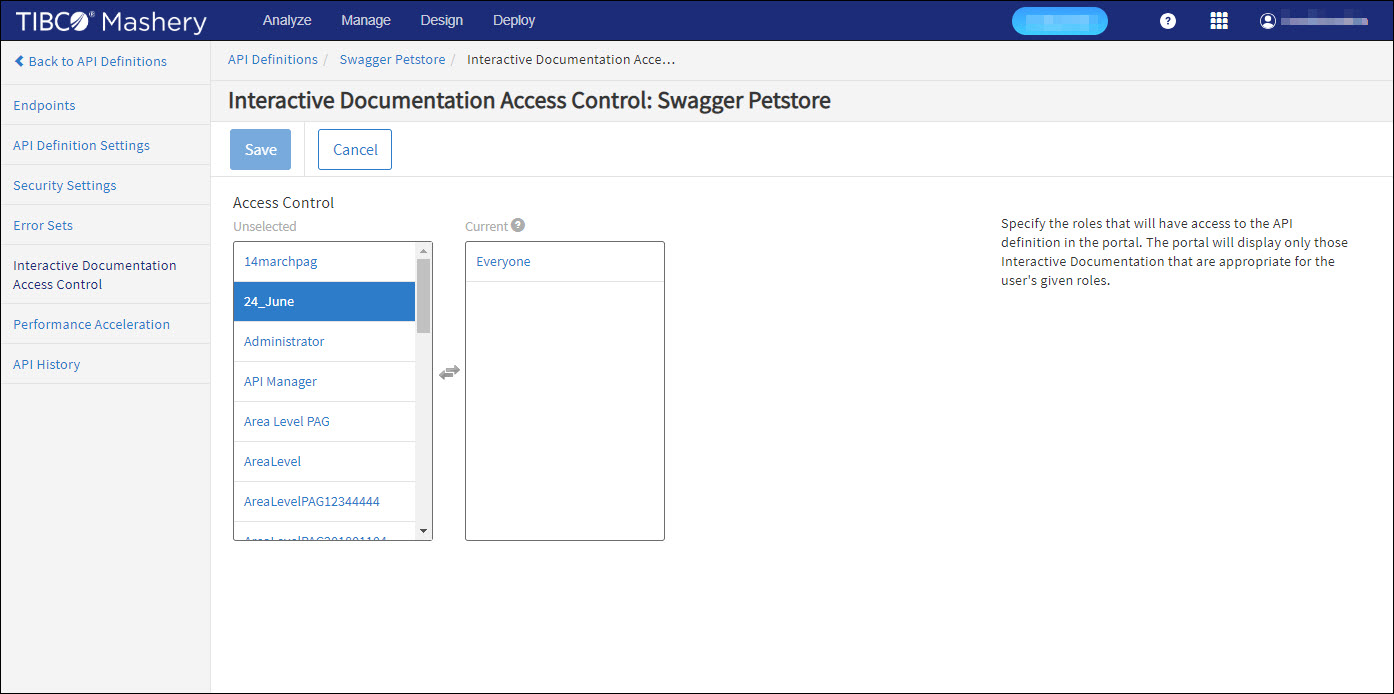 TIBCO® Mashery
Analyze
Manage
Design
Deploy
Back to API Definitions
Endpoints
API Definition Settings
Security Settings
Error Sets
Interactive Documentation
Access Control
Performance Acceleration
API History
API Definitions / Swagger Petstore / Interactive Documentation Acce...
Interactive Documentation Access Control: Swagger Petstore
Save
Cancel
Access Control
Unselected
14marchpag
24_June
Administrator
API Manager
Area Level PAG
AreaLevel
AreaLevelPAG12344444
Current ?
Everyone
Specify the roles that will have access to the API
definition in the portal. The portal will display only those
Interactive Documentation that are appropriate for the
user's given roles.